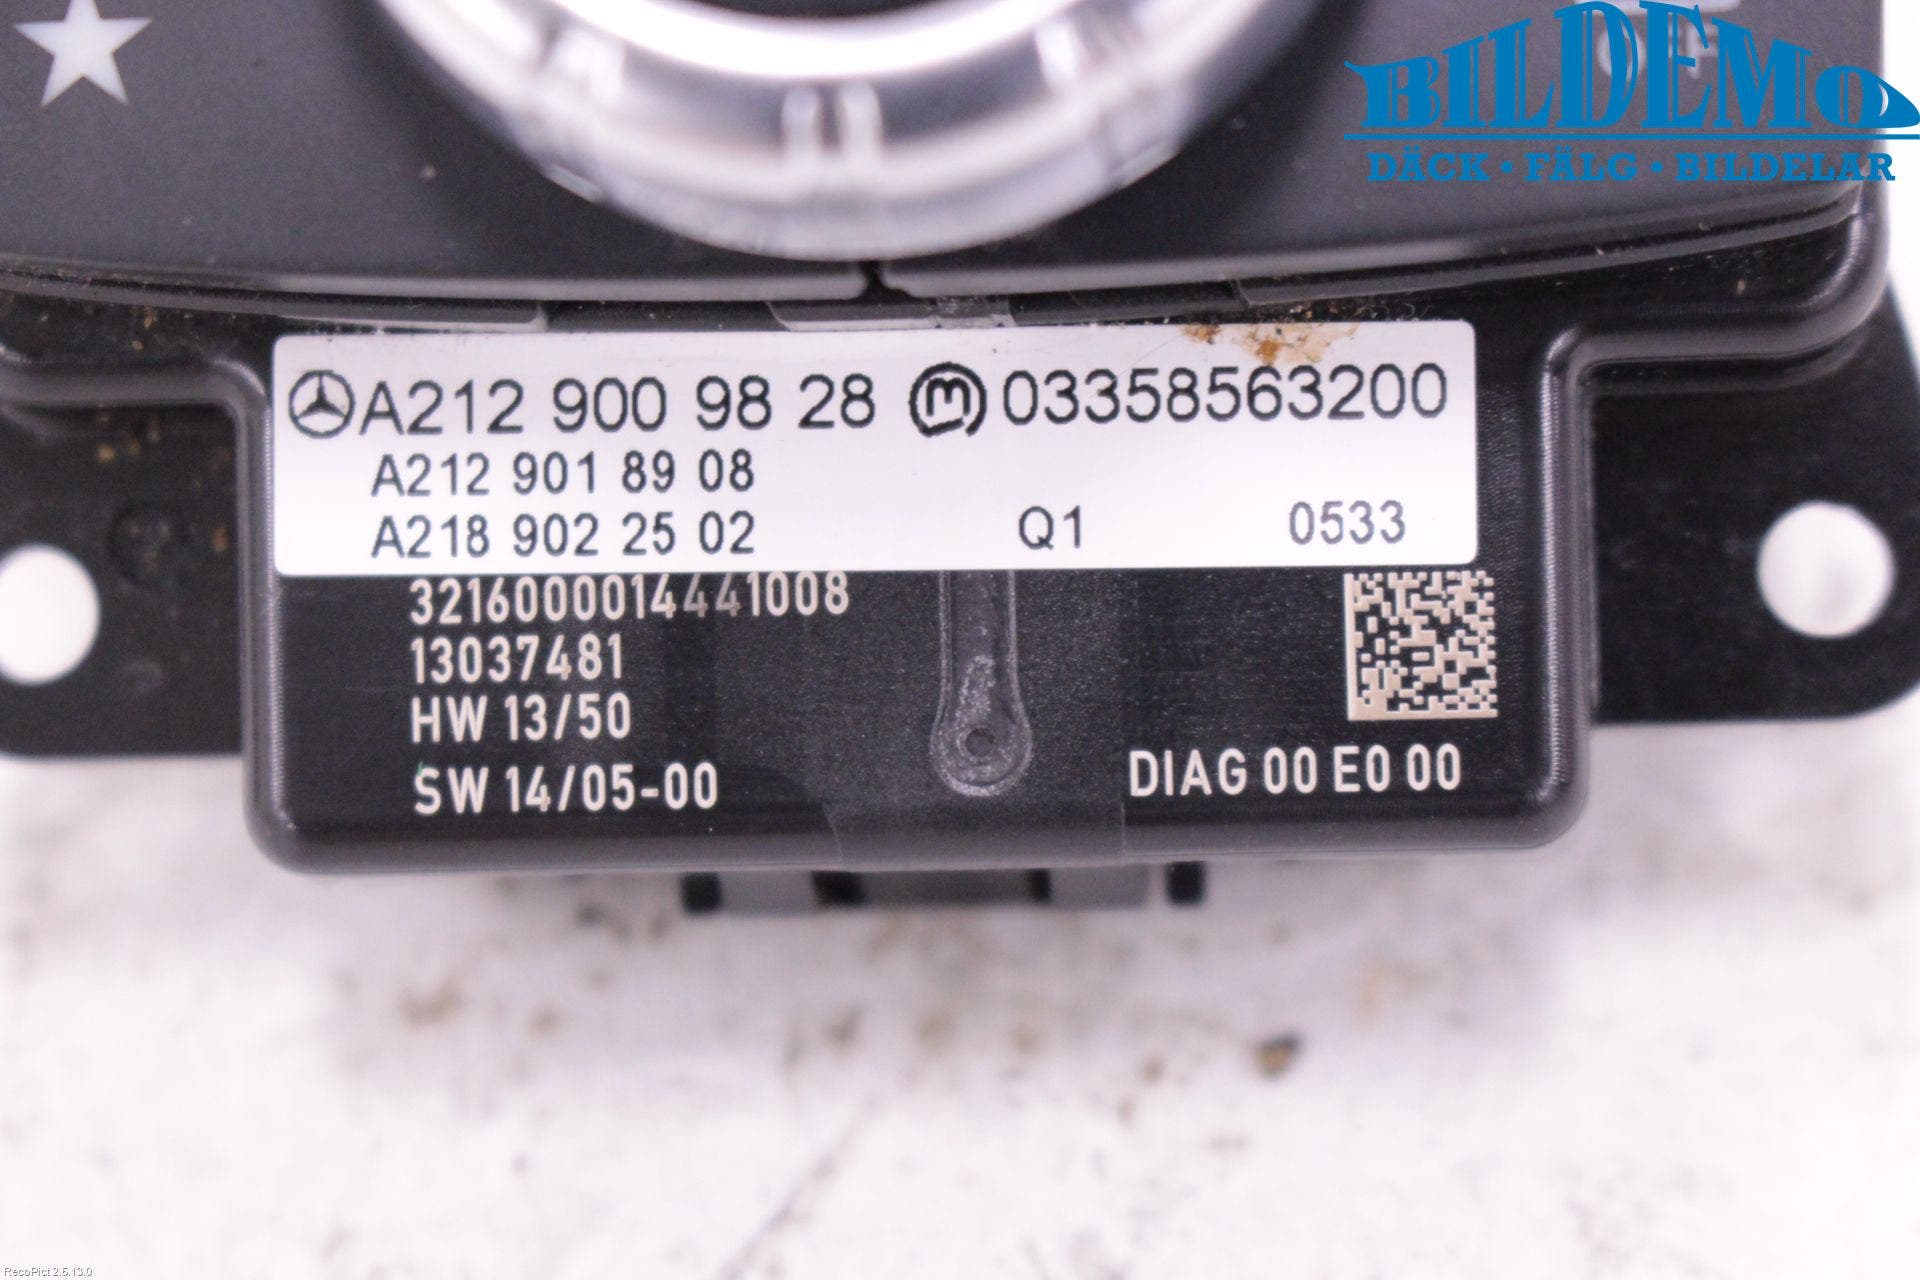 BILDEMO
DÄCK · FÄLG · BILDELAR
A212 900 98 28 m 03358563200
A212 901 89 08
A218 902 25 02 Q1 0533
3216000014441008
13037481
HW 13/50
SW 14/05-00
DIAG 00 E0 00
RecoPict 2.5.13.0